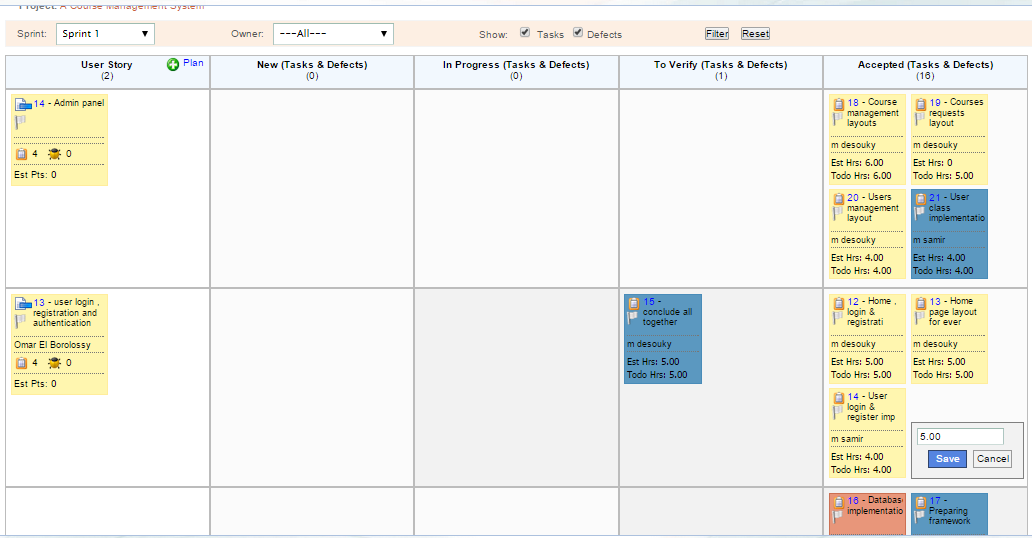 Project: A Course Management System
Sprint: Sprint 1 Owner: ---All--- Show: Tasks Defects Filter Reset
User Story
(2)
Plan
New (Tasks & Defects)
(0)
In Progress (Tasks & Defects)
(0)
To Verify (Tasks & Defects)
(1)
Accepted (Tasks & Defects)
(16)
14 - Admin panel
4 0
Est Pts: 0
18 - Course
management
layouts
m desouky
Est Hrs: 6.00
Todo Hrs: 6.00
19 - Courses
requests
layout
m desouky
Est Hrs: 0
Todo Hrs: 5.00
20 - Users
management
layout
m desouky
Est Hrs: 4.00
Todo Hrs: 4.00
21 - User
class
implementatio
m samir
Est Hrs: 4.00
Todo Hrs: 4.00
13 - user login ,
registration and
authentication
Omar El Borolossy
4 0
Est Pts: 0
15 -
conclude all
together
m desouky
Est Hrs: 5.00
Todo Hrs: 5.00
12 - Home ,
login &
registrati
m desouky
Est Hrs: 5.00
Todo Hrs: 5.00
13 - Home
page layout
for ever
m desouky
Est Hrs: 5.00
Todo Hrs: 5.00
14 - User
login &
register imp
m samir
Est Hrs: 4.00
Todo Hrs: 4.00
5.00
Save Cancel
16 - Databas
implementatio
17 -
Preparing
framework